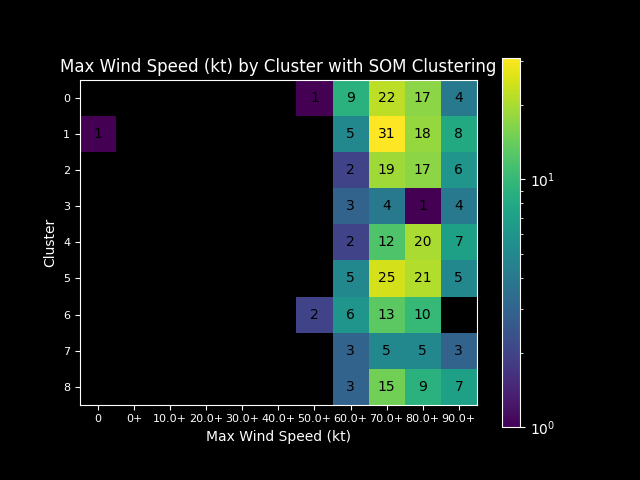 Max Wind Speed (kt) by Cluster with SOM Clustering
0 1 9 22 17 4
1 1 5 31 18 8
2 2 19 17 6
3 3 4 1 4
4 2 12 20 7
5 5 25 21 5
6 2 6 13 10
7 3 5 5 3
8 3 15 9 7
0 0+ 10.0+ 20.0+ 30.0+ 40.0+ 50.0+ 60.0+ 70.0+ 80.0+ 90.0+
Max Wind Speed (kt)
Cluster
10¹
10⁰